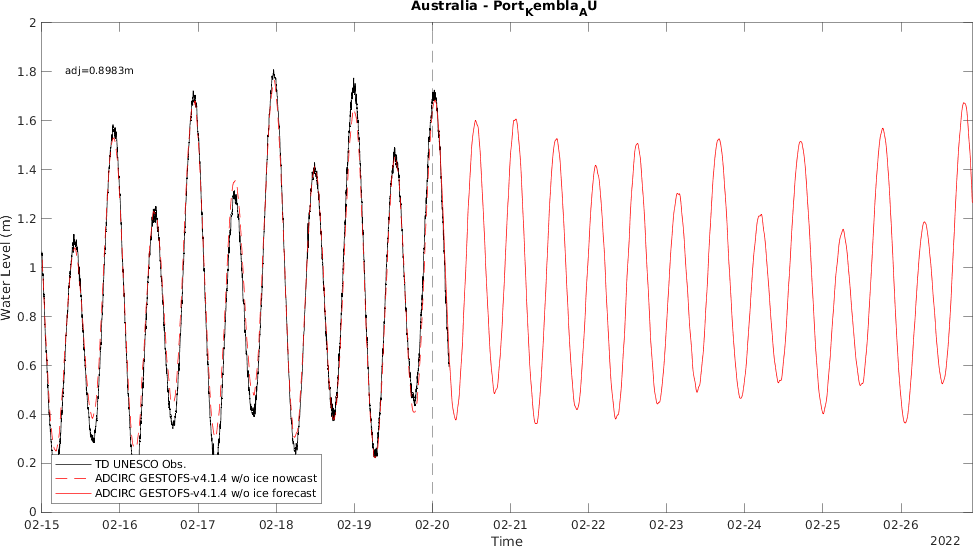 Australia - PortKemblaAU
2
1.8
1.6
1.4
1.2
1
0.8
0.6
0.4
0.2
0
Water Level (m)
adj=0.8983m
TD UNESCO Obs.
ADCIRC GESTOFS-v4.1.4 w/o ice nowcast
ADCIRC GESTOFS-v4.1.4 w/o ice forecast
02-15 02-16 02-17 02-18 02-19 02-20 02-21 02-22 02-23 02-24 02-25 02-26
Time
2022